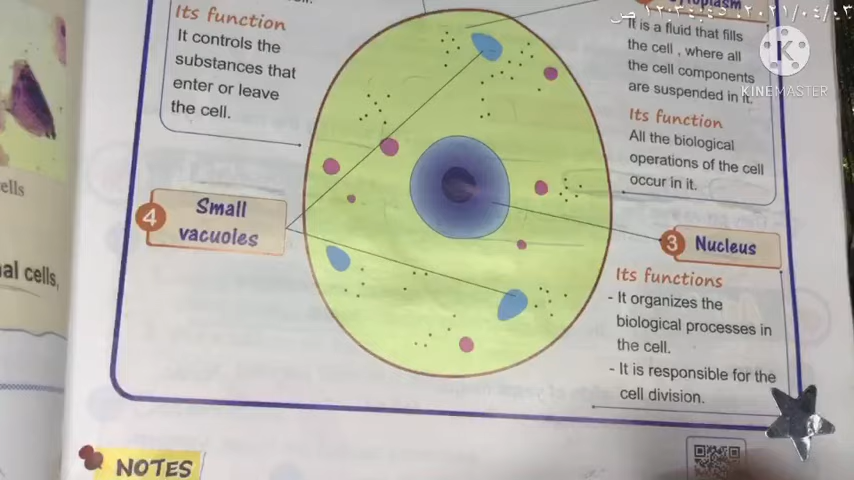 Its function
It controls the
substances that
enter or leave
the cell.
4
Small
vacuoles
ells
al cells,
Cytoplasm
It is a fluid that fills
the cell , where all
the cell components
are suspended in it.
Its function
All the biological
operations of the cell
occur in it.
3 Nucleus
Its functions
- It organizes the
biological processes in
the cell.
- It is responsible for the
cell division.
NOTES
K
KINEMASTER